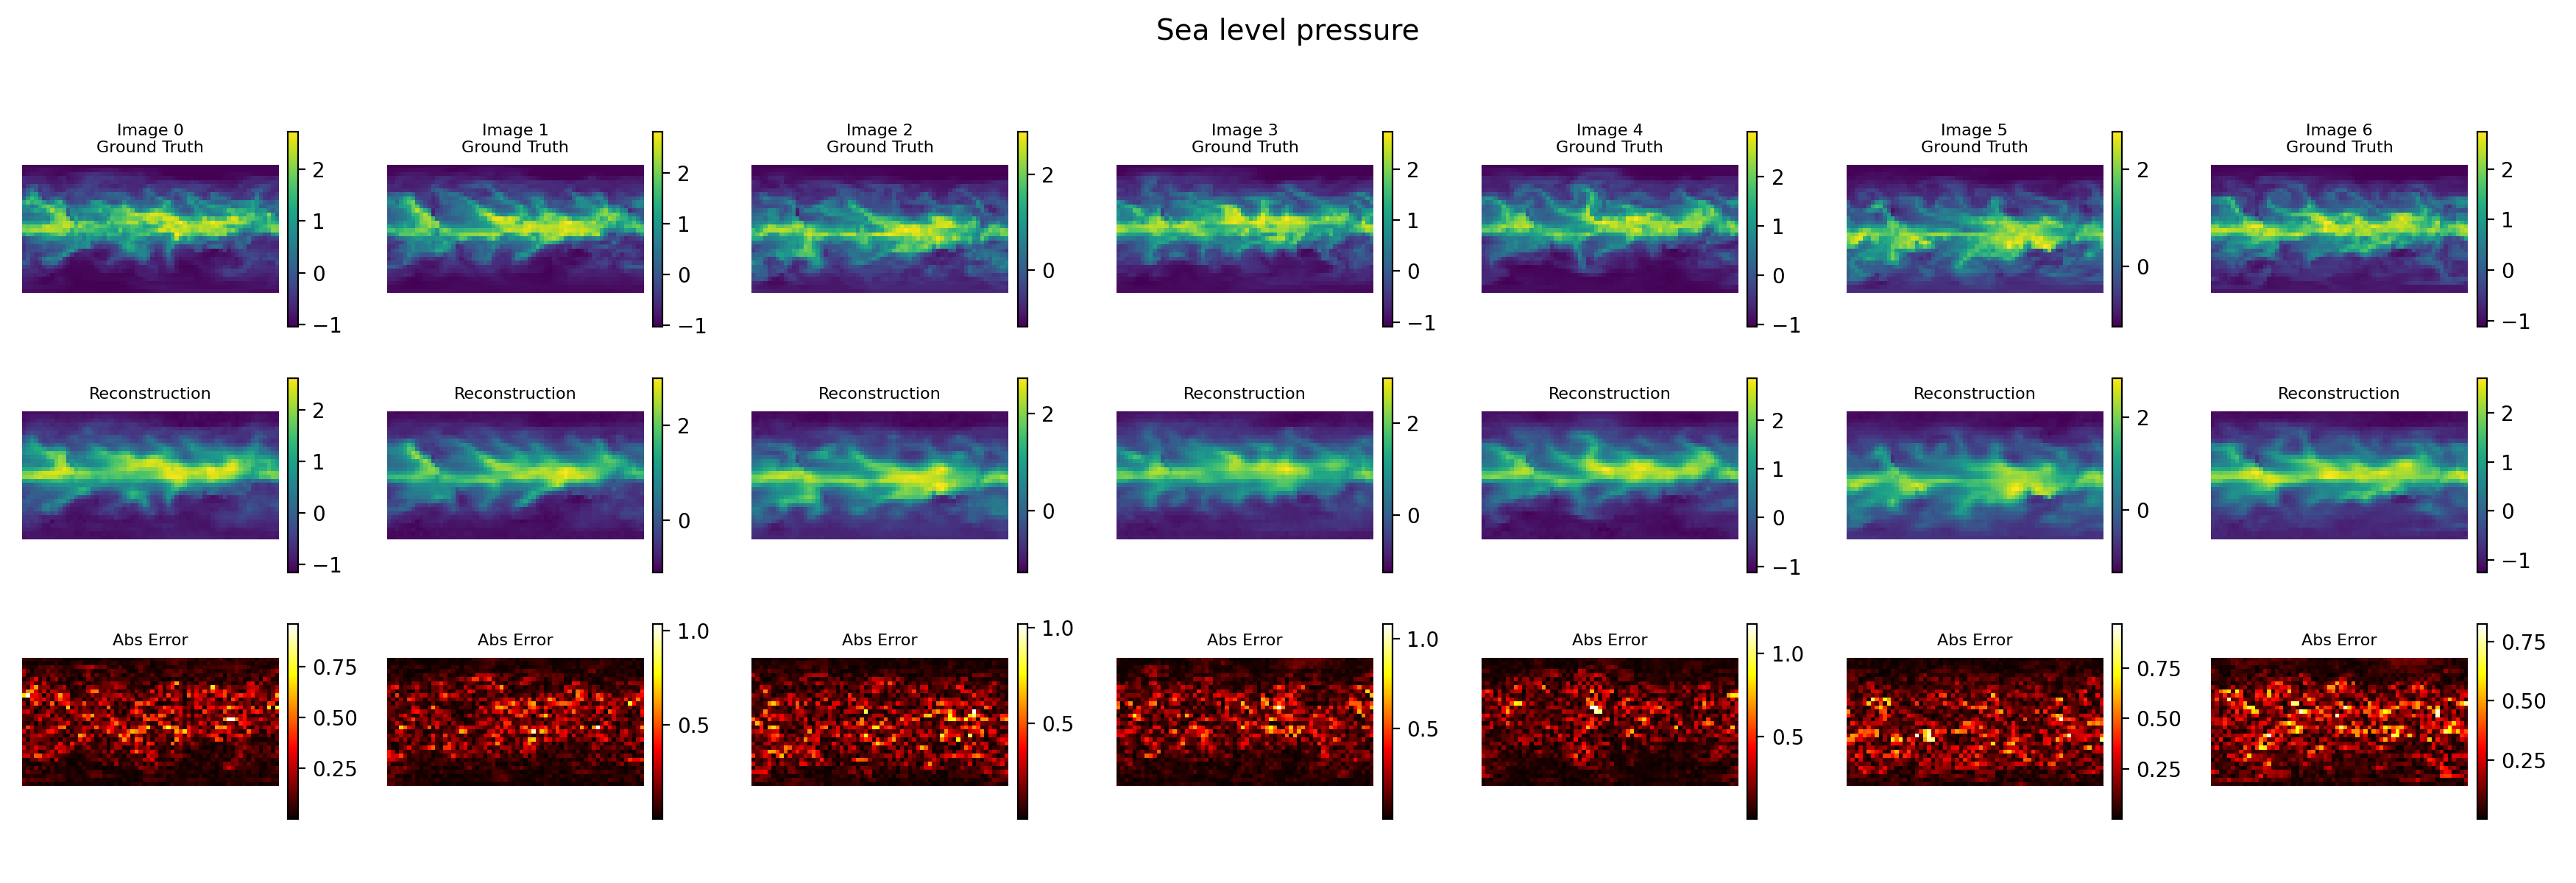 Sea level pressure
Image 0
Ground Truth
2
1
0
−1
Image 1
Ground Truth
2
1
0
−1
Image 2
Ground Truth
2
0
Image 3
Ground Truth
2
1
0
−1
Image 4
Ground Truth
2
1
0
−1
Image 5
Ground Truth
2
0
Image 6
Ground Truth
2
1
0
−1
Reconstruction
2
1
0
−1
Reconstruction
2
0
Reconstruction
2
0
Reconstruction
2
0
Reconstruction
2
1
0
−1
Reconstruction
2
0
Reconstruction
2
1
0
−1
Abs Error
0.75
0.50
0.25
Abs Error
1.0
0.5
Abs Error
1.0
0.5
Abs Error
1.0
0.5
Abs Error
1.0
0.5
Abs Error
0.75
0.50
0.25
Abs Error
0.75
0.50
0.25